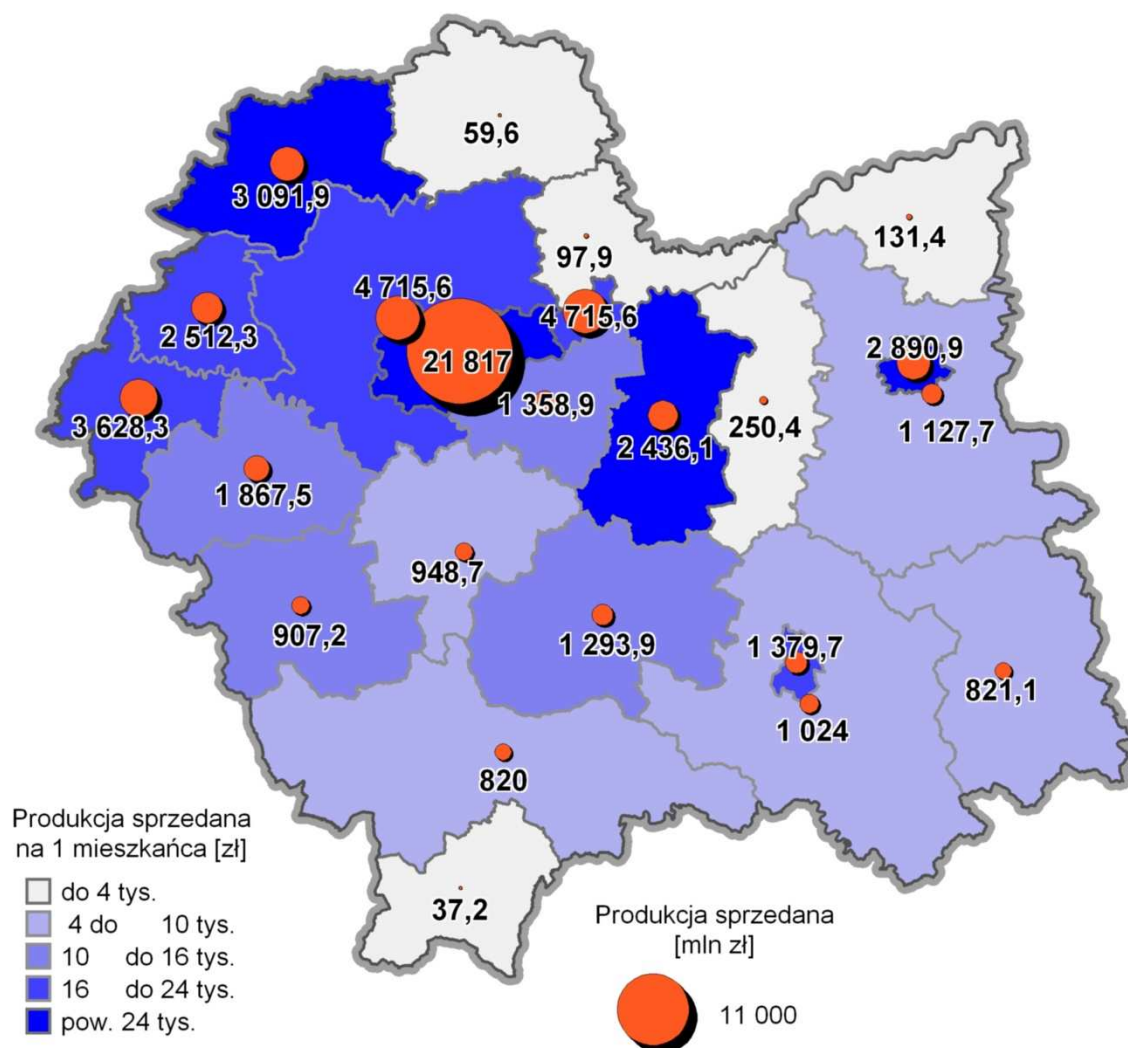 59,6
3 091,9
131,4
97,9
4 715,6
4 715,6
2 512,3
21 817
2 890,9
1 358,9
3 628,3
2 436,1
250,4
1 127,7
1 867,5
948,7
907,2
1 293,9
1 379,7
821,1
1 024
820
37,2
Produkcja sprzedana
na 1 mieszkańca [zł]
do 4 tys.
4 do 10 tys.
10 do 16 tys.
16 do 24 tys.
pow. 24 tys.
Produkcja sprzedana
[mln zł]
11 000